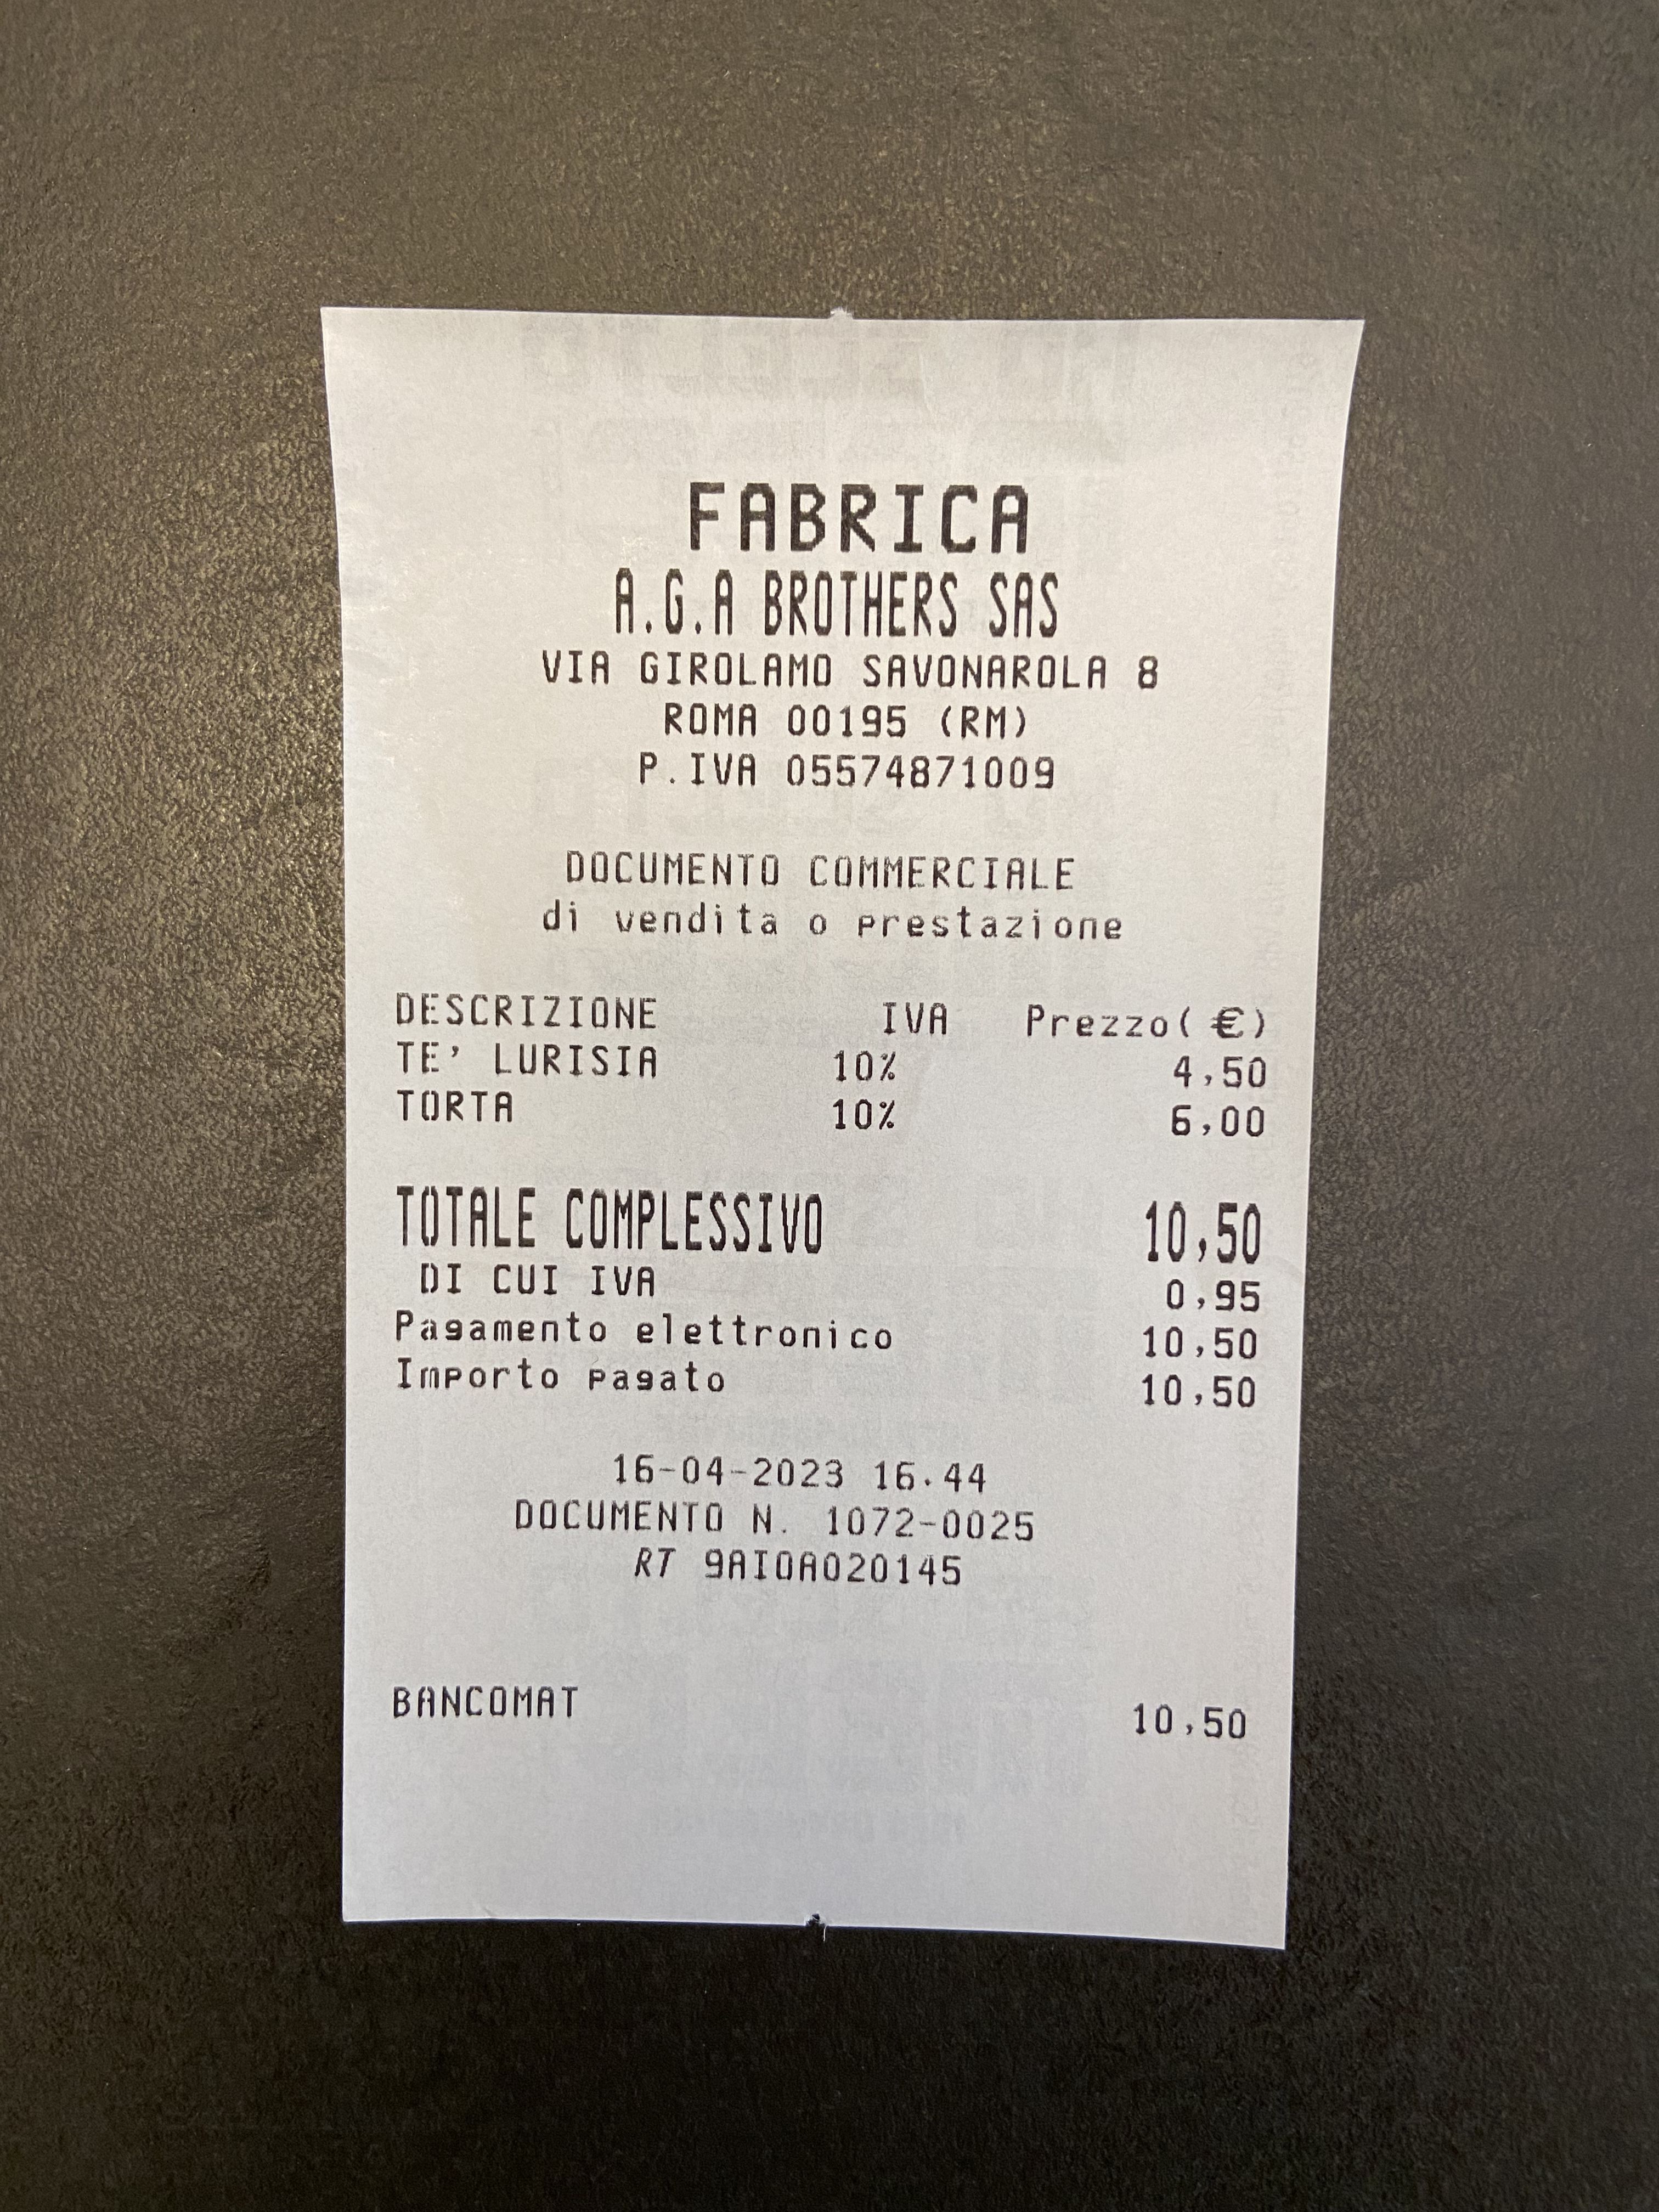 FABRICA
A.G.A BROTHERS SAS
VIA GIROLAMO SAVONAROLA 8
ROMA 00195 (RM)
P.IVA 05574871009
DOCUMENTO COMMERCIALE
di vendita o prestazione
DESCRIZIONE IVA Prezzo(€)
TE' LURISIA 10% 4,50
TORTA 10% 6,00
TOTALE COMPLESSIVO 10,50
DI CUI IVA 0,95
Pagamento elettronico 10,50
Importo pagato 10,50
16-04-2023 16.44
DOCUMENTO N. 1072-0025
RT 9AIOA020145
BANCOMAT 10,50